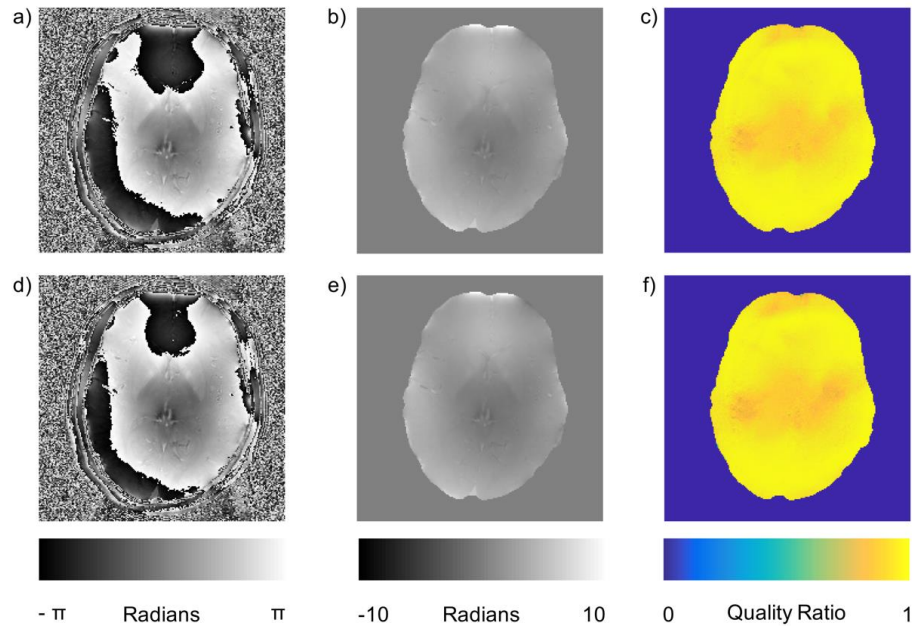 a)
b)
c)
d)
e)
f)
- π Radians π
-10 Radians 10
0 Quality Ratio 1